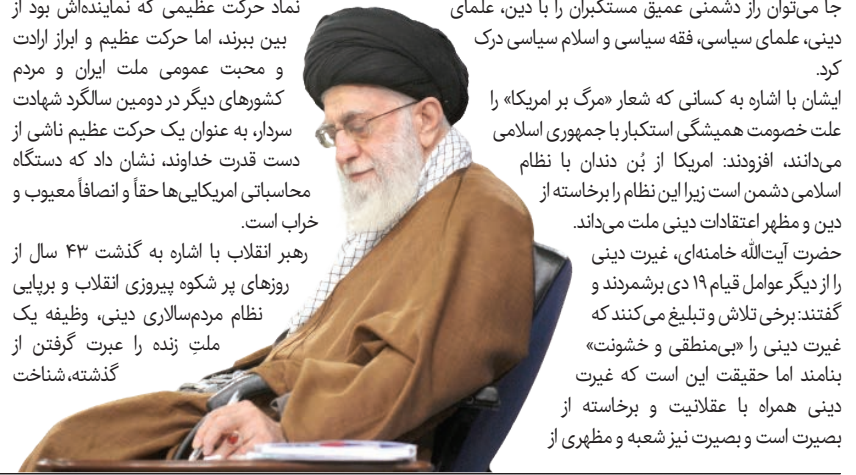 جا می‌توان راز دشمنی عمیق مستکبران را با دین، علمای
دینی، علمای سیاسی، فقه سیاسی و اسلام سیاسی درک
کرد.
ایشان با اشاره به کسانی که شعار «مرگ بر امریکا» را
علت خصومت همیشگی استکبار با جمهوری اسلامی
می‌دانند، افزودند: امریکا از بُن دندان با نظام
اسلامی دشمن است زیرا این نظام را برخاسته از
دین و مظهر اعتقادات دینی ملت می‌داند.
حضرت آیت‌الله خامنه‌ای، غیرت دینی
را از دیگر عوامل قیام ۱۹ دی برشمردند و
گفتند: برخی تلاش و تبلیغ می‌کنند که
غیرت دینی را «بی‌منطقی و خشونت»
بنامند اما حقیقت این است که غیرت
دینی همراه با عقلانیت و برخاسته از
بصیرت است و بصیرت نیز شعبه و مظهری از
نماد حرکت عظیمی که نماینده‌اش بود از
بین ببرند، اما حرکت عظیم و ابراز ارادت
و محبت عمومی ملت ایران و مردم
کشورهای دیگر در دومین سالگرد شهادت
سردار، به عنوان یک حرکت عظیم ناشی از
دست قدرت خداوند، نشان داد که دستگاه
محاسباتی امریکایی‌ها حقاً و انصافاً معیوب و
خراب است.
رهبر انقلاب با اشاره به گذشت ۴۳ سال از
روزهای پر شکوه پیروزی انقلاب و برپایی
نظام مردم‌سالاری دینی، وظیفه یک
ملتِ زنده را عبرت گرفتن از
گذشته،شناخت